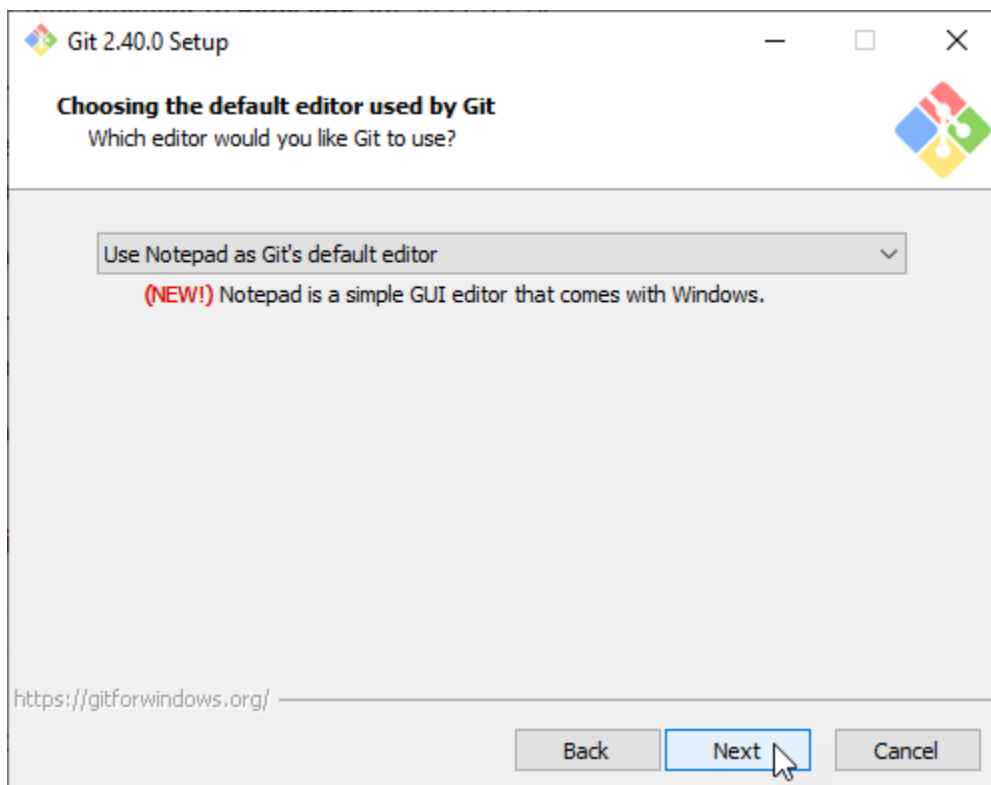 Git 2.40.0 Setup
Choosing the default editor used by Git
Which editor would you like Git to use?
Use Notepad as Git's default editor
(NEW!) Notepad is a simple GUI editor that comes with Windows.
https://gitforwindows.org/
Back Next Cancel